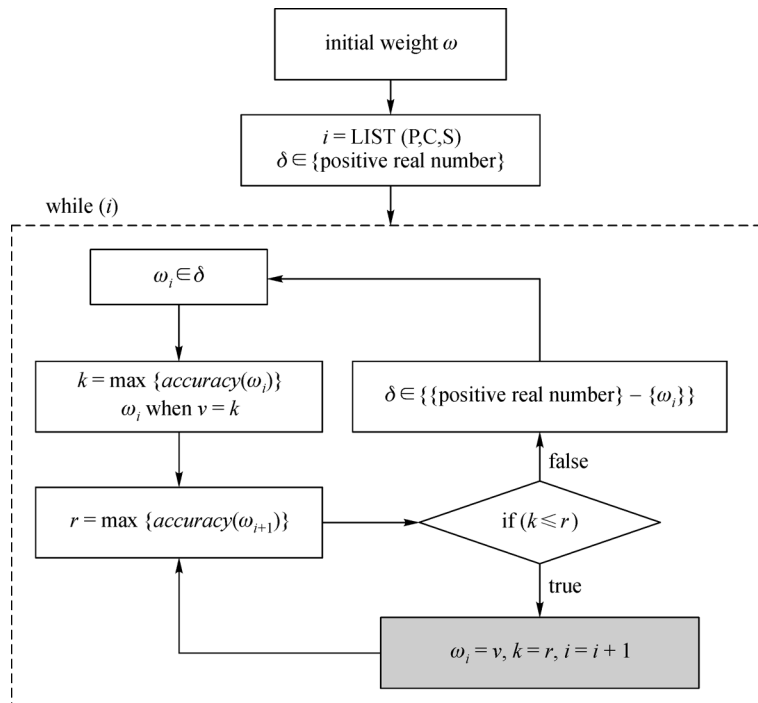 initial weight ω
i = LIST (P,C,S)
δ ∈ {positive real number}
while (i)
ωᵢ ∈ δ
k = max {accuracy(ωᵢ)}
ωᵢ when v = k
δ ∈ {{positive real number} – {ωᵢ}}
false
r = max {accuracy(ωᵢ₊₁)}
if (k ⩽ r)
true
ωᵢ = v, k = r, i = i + 1